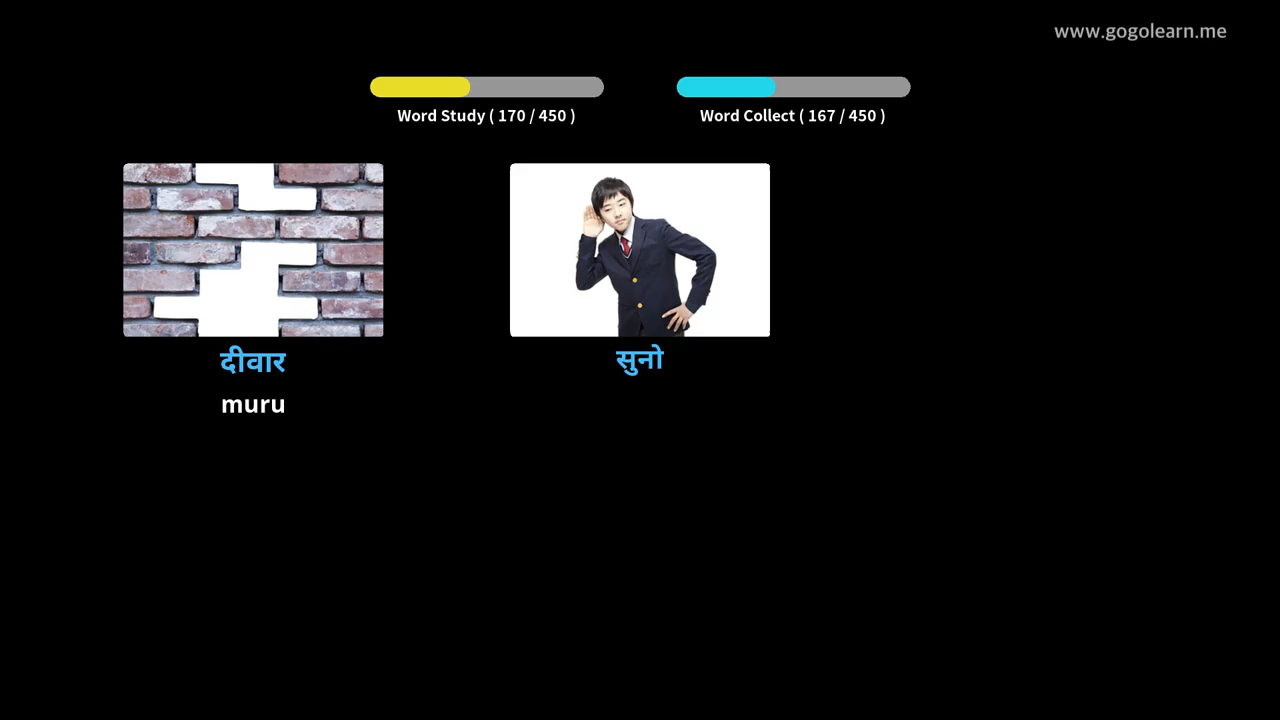 www.gogolearn.me
Word Study ( 170 / 450 )
Word Collect ( 167 / 450 )
दीवार
सुनो
muru